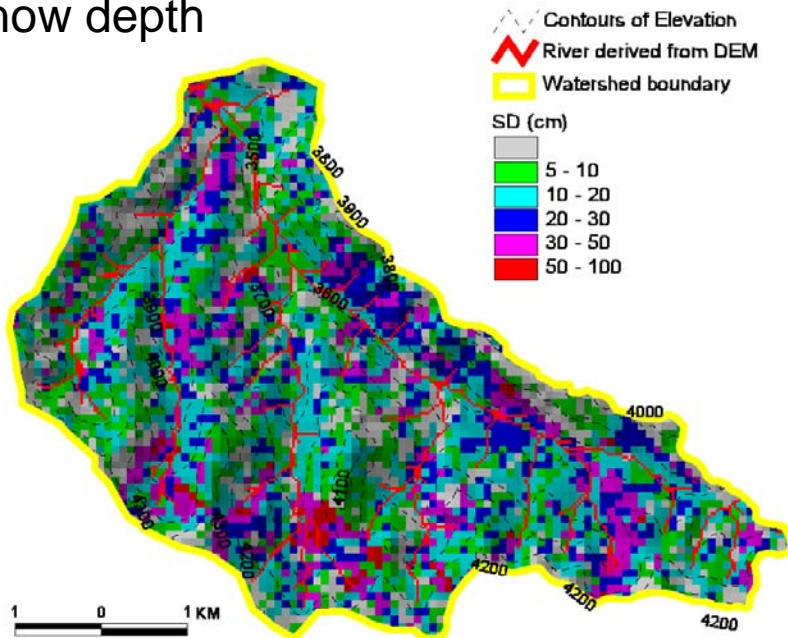 now depth
Contours of Elevation
River derived from DEM
Watershed boundary
SD (cm)
5 - 10
10 - 20
20 - 30
30 - 50
50 - 100
3500
3600
3900
3800
3700
3600
3900
4000
4100
4300
4200
4200
4200
4200
1 0 1 KM